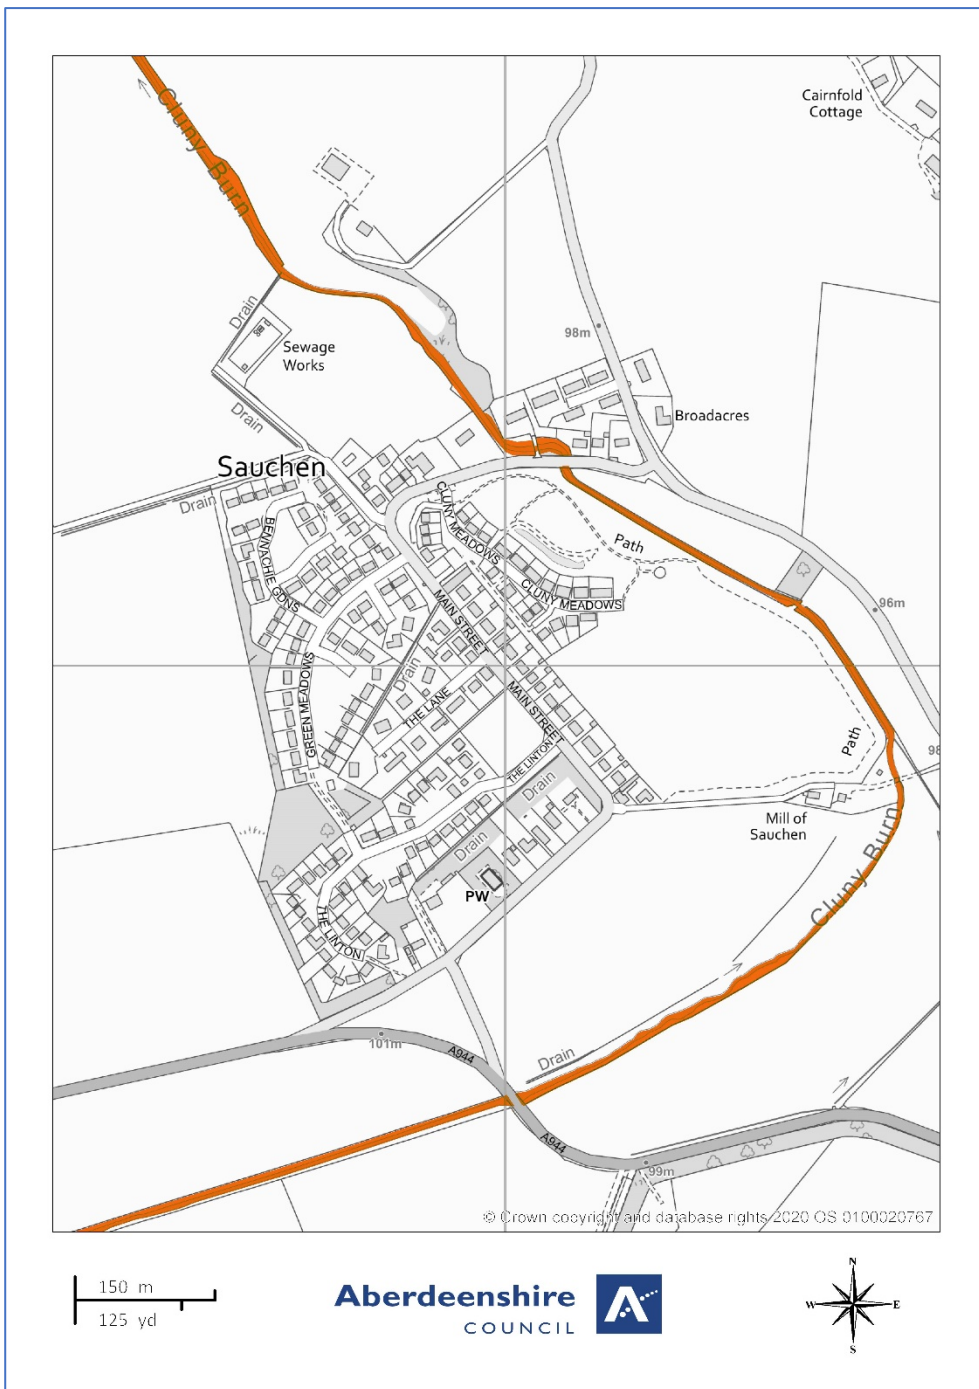 Cairnfold
Cottage
Cluny Burn
Drain
98m
Sewage
Works
Broadacres
Drain
Sauchen
Drain
CLUNY MEADOWS
BENNACHIE GDNS
Path
CLUNY MEADOWS
MAIN STREET
96m
GREEN MEADOWS
Drain
THE LANE
MAIN STREET
THE LINTON
Path
98
Drain
Mill of
Sauchen
Drain
PW
Cluny Burn
THE LINTON
101m
A944
Drain
A944
99m
© Crown copyright and database rights 2020 OS 0100020767
150 m
125 yd
Aberdeenshire
COUNCIL
N
W E
S